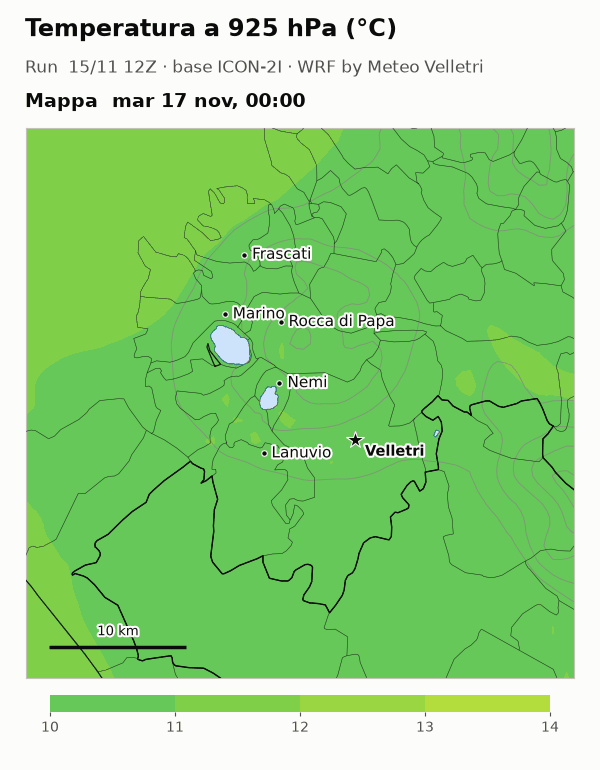 Temperatura a 925 hPa (°C)
Run  15/11 12Z · base ICON-2I · WRF by Meteo Velletri
Mappa  mar 17 nov, 00:00
Frascati
Marino
Rocca di Papa
Nemi
Velletri
Lanuvio
10 km
10 11 12 13 14